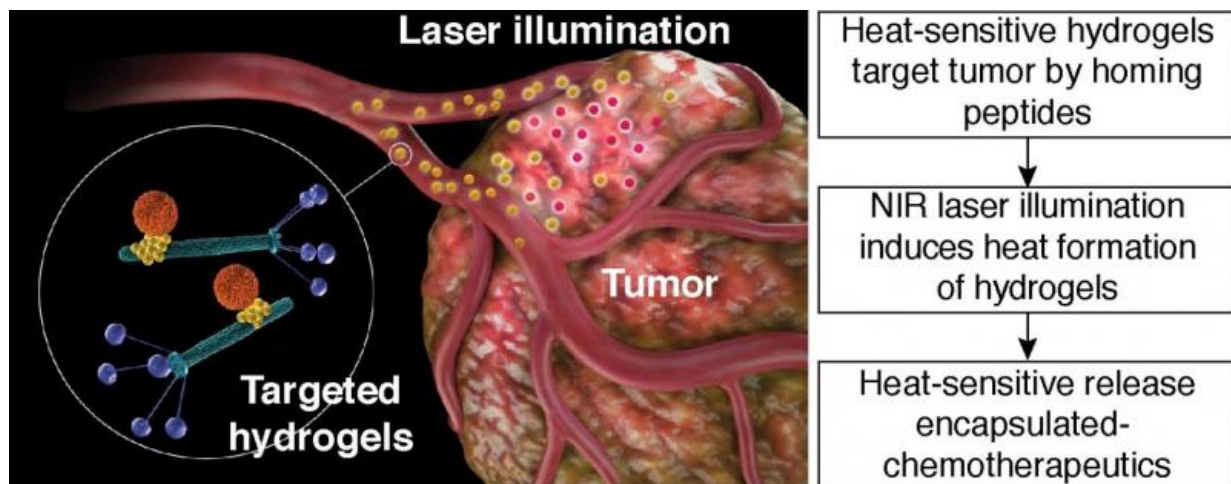 Laser illumination
Tumor
Targeted
hydrogels
Heat-sensitive hydrogels
target tumor by homing
peptides
NIR laser illumination
induces heat formation
of hydrogels
Heat-sensitive release
encapsulated-
chemotherapeutics